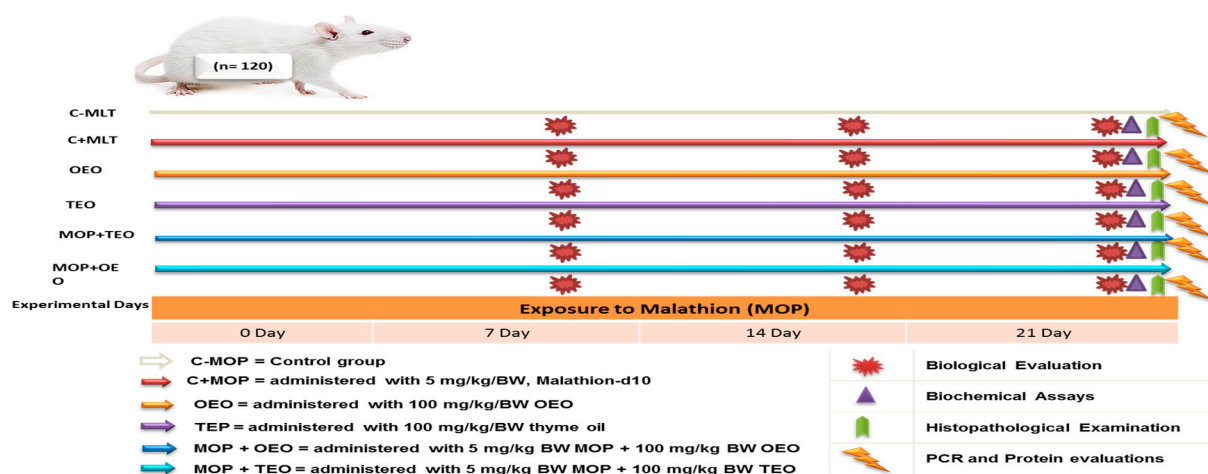 (n= 120)
C-MLT
C+MLT
OEO
TEO
MOP+TEO
MOP+OE
O
Experimental Days
Exposure to Malathion (MOP)
0 Day
7 Day
14 Day
21 Day
C-MOP = Control group
C+MOP = administered with 5 mg/kg/BW, Malathion-d10
OEO = administered with 100 mg/kg/BW OEO
TEP = administered with 100 mg/kg/BW thyme oil
MOP + OEO = administered with 5 mg/kg BW MOP + 100 mg/kg BW OEO
MOP + TEO = administered with 5 mg/kg BW MOP + 100 mg/kg BW TEO
Biological Evaluation
Biochemical Assays
Histopathological Examination
PCR and Protein evaluations